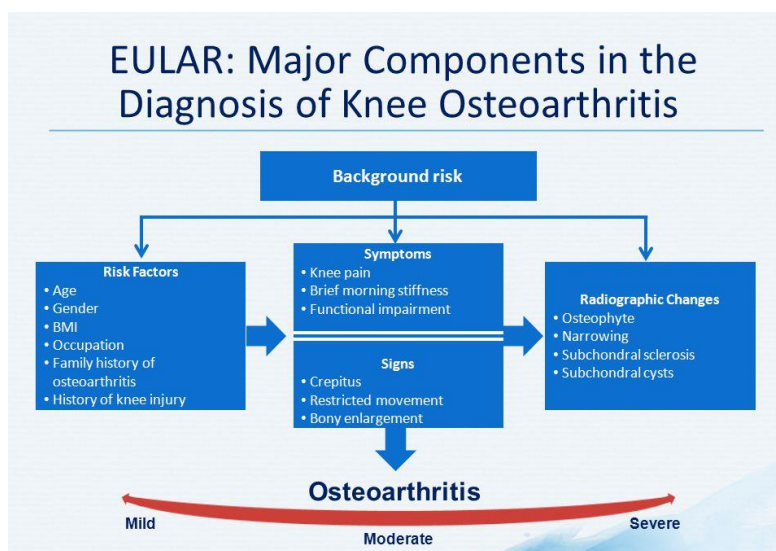 EULAR: Major Components in the
Diagnosis of Knee Osteoarthritis
Background risk
Risk Factors
• Age
• Gender
• BMI
• Occupation
• Family history of
osteoarthritis
• History of knee injury
Symptoms
• Knee pain
• Brief morning stiffness
• Functional impairment
Signs
• Crepitus
• Restricted movement
• Bony enlargement
Radiographic Changes
• Osteophyte
• Narrowing
• Subchondral sclerosis
• Subchondral cysts
Osteoarthritis
Mild
Moderate
Severe